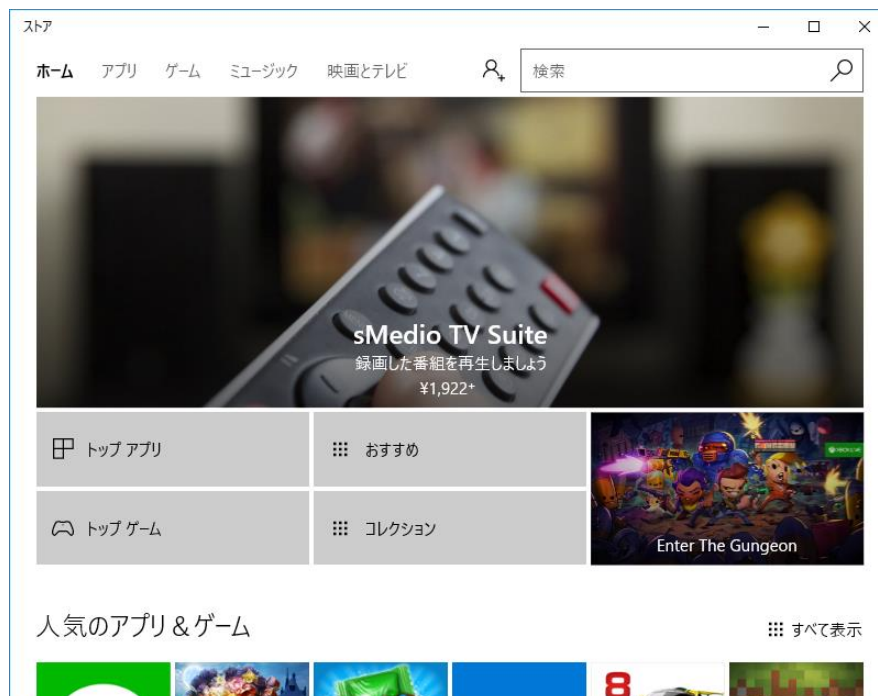 ストア
ホーム アプリ ゲーム ミュージック 映画とテレビ 検索
sMedio TV Suite
録画した番組を再生しましょう
¥1,922+
トップ アプリ
おすすめ
トップ ゲーム
コレクション
Enter The Gungeon
人気のアプリ & ゲーム
すべて表示
8